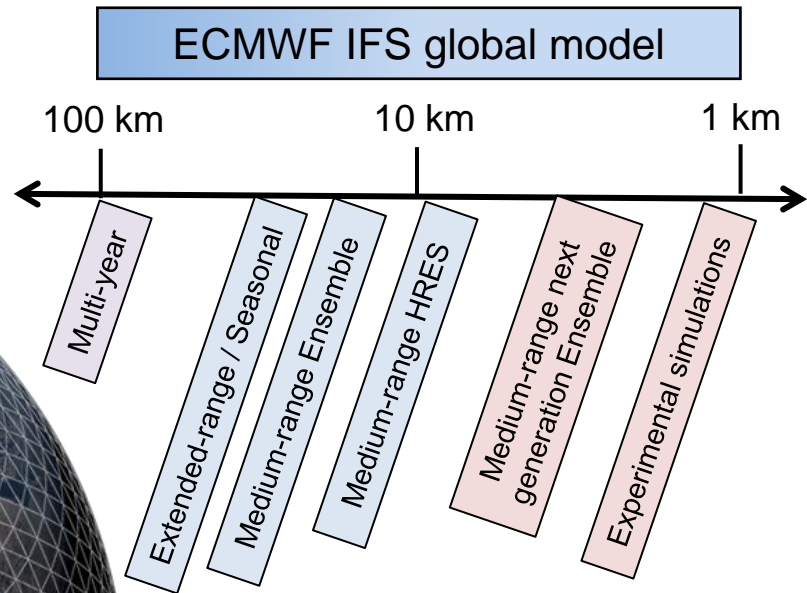 ECMWF IFS global model
100 km
10 km
1 km
Multi-year
Extended-range / Seasonal
Medium-range Ensemble
Medium-range HRES
Medium-range next
generation Ensemble
Experimental simulations